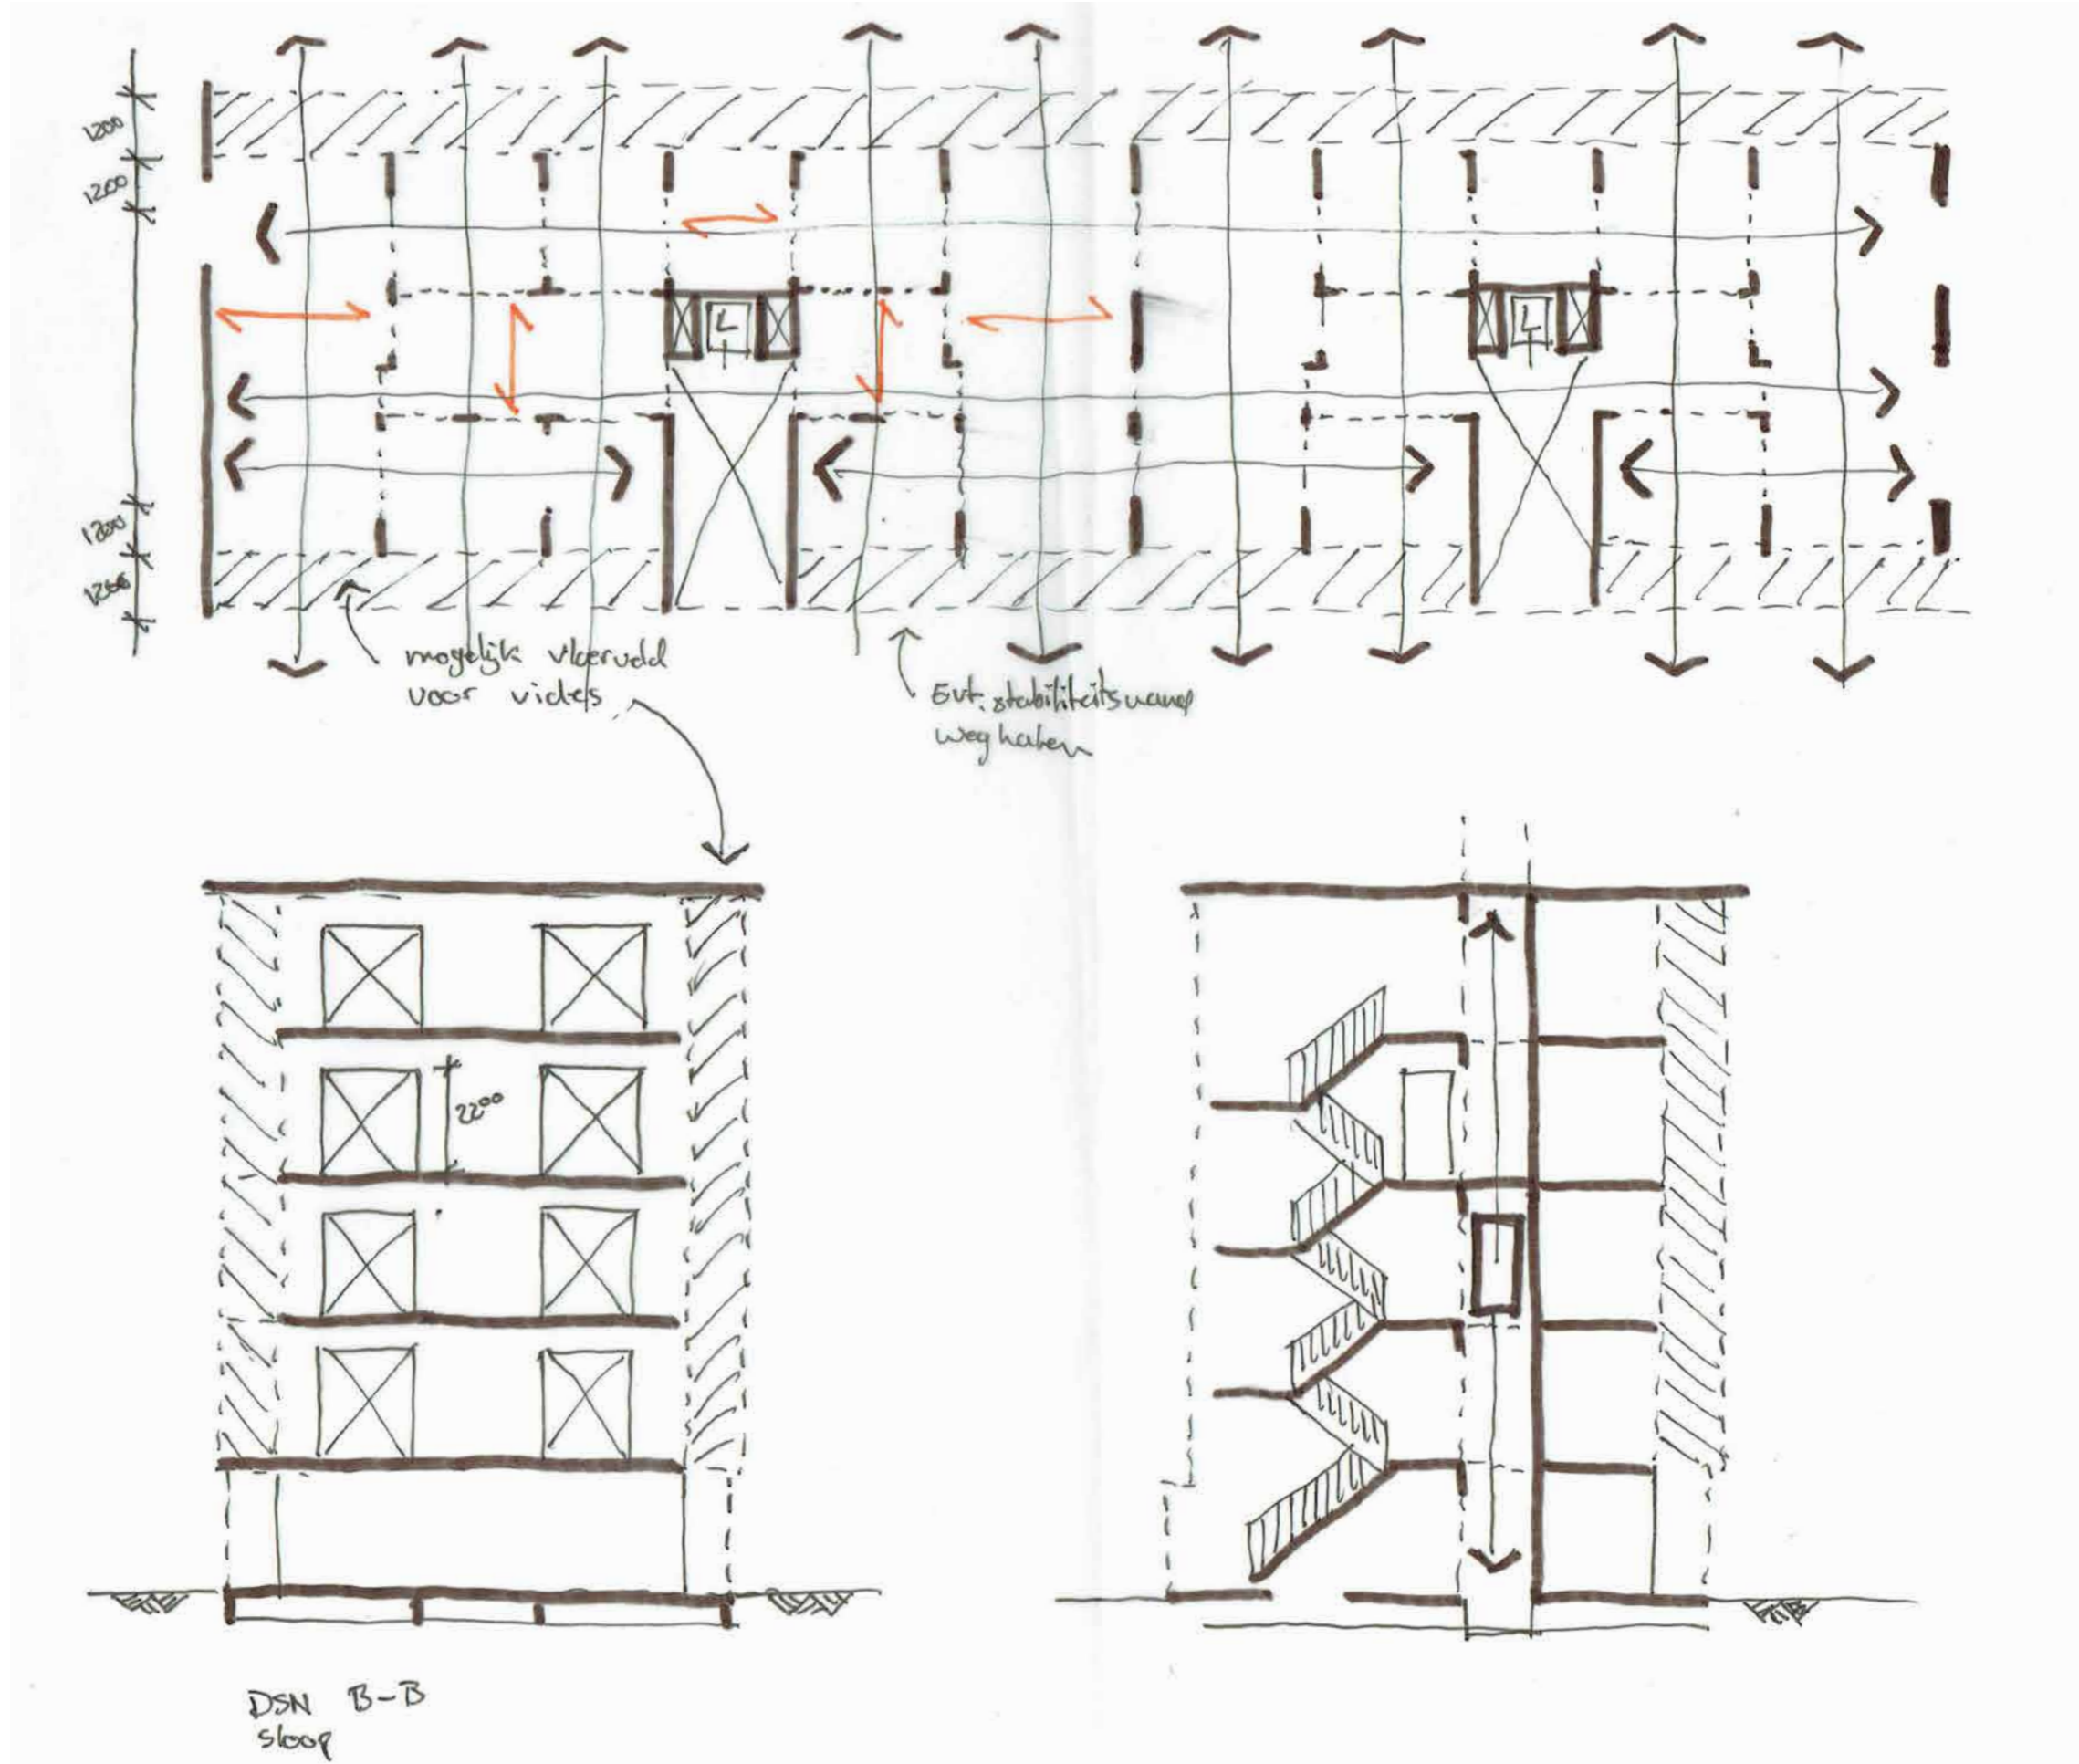 1200
1200
L
L
1200
1200
mogelijk vloerveld
voor vides
Evt. stabiliteitswand
weghalen
2200
DSN B-B
sloop